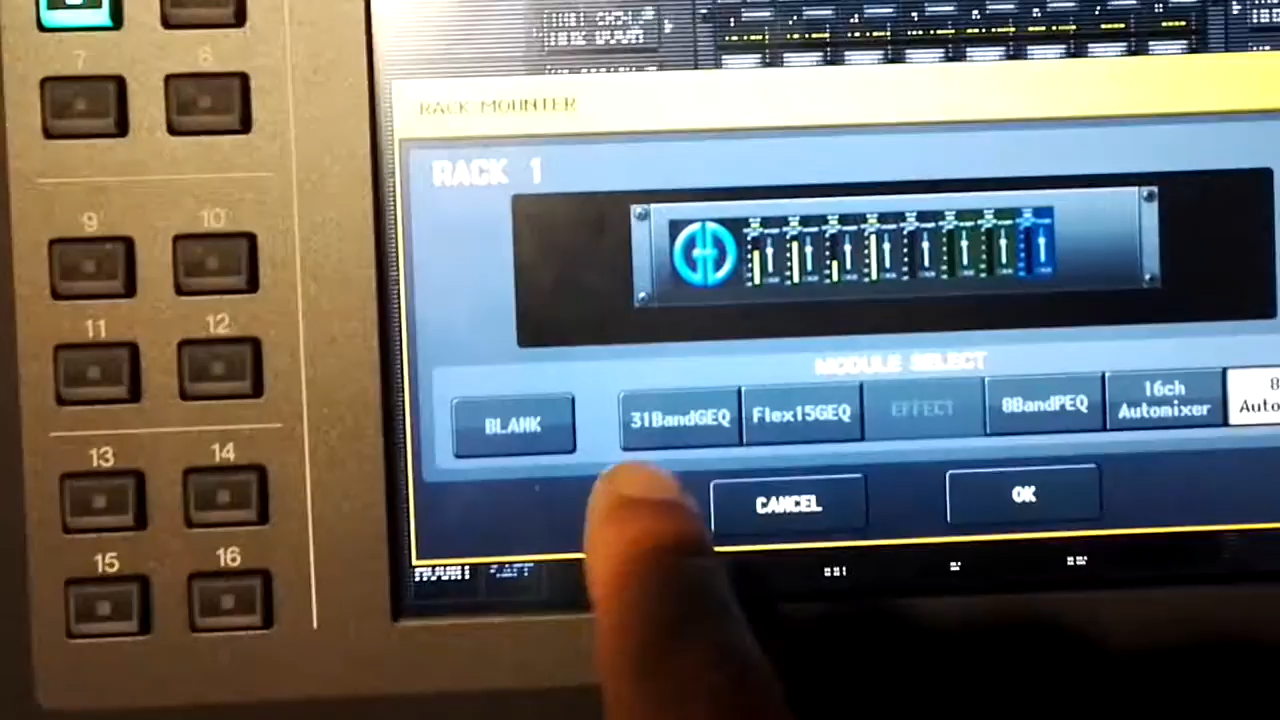 7 8
RACK MOUNTER
RACK 1
9 10
11 12
MODULE SELECT
BLANK 31BandGEQ Flex15GEQ EFFECT 8BandPEQ 16ch Automixer 8
Auto
13 14
CANCEL OK
15 16